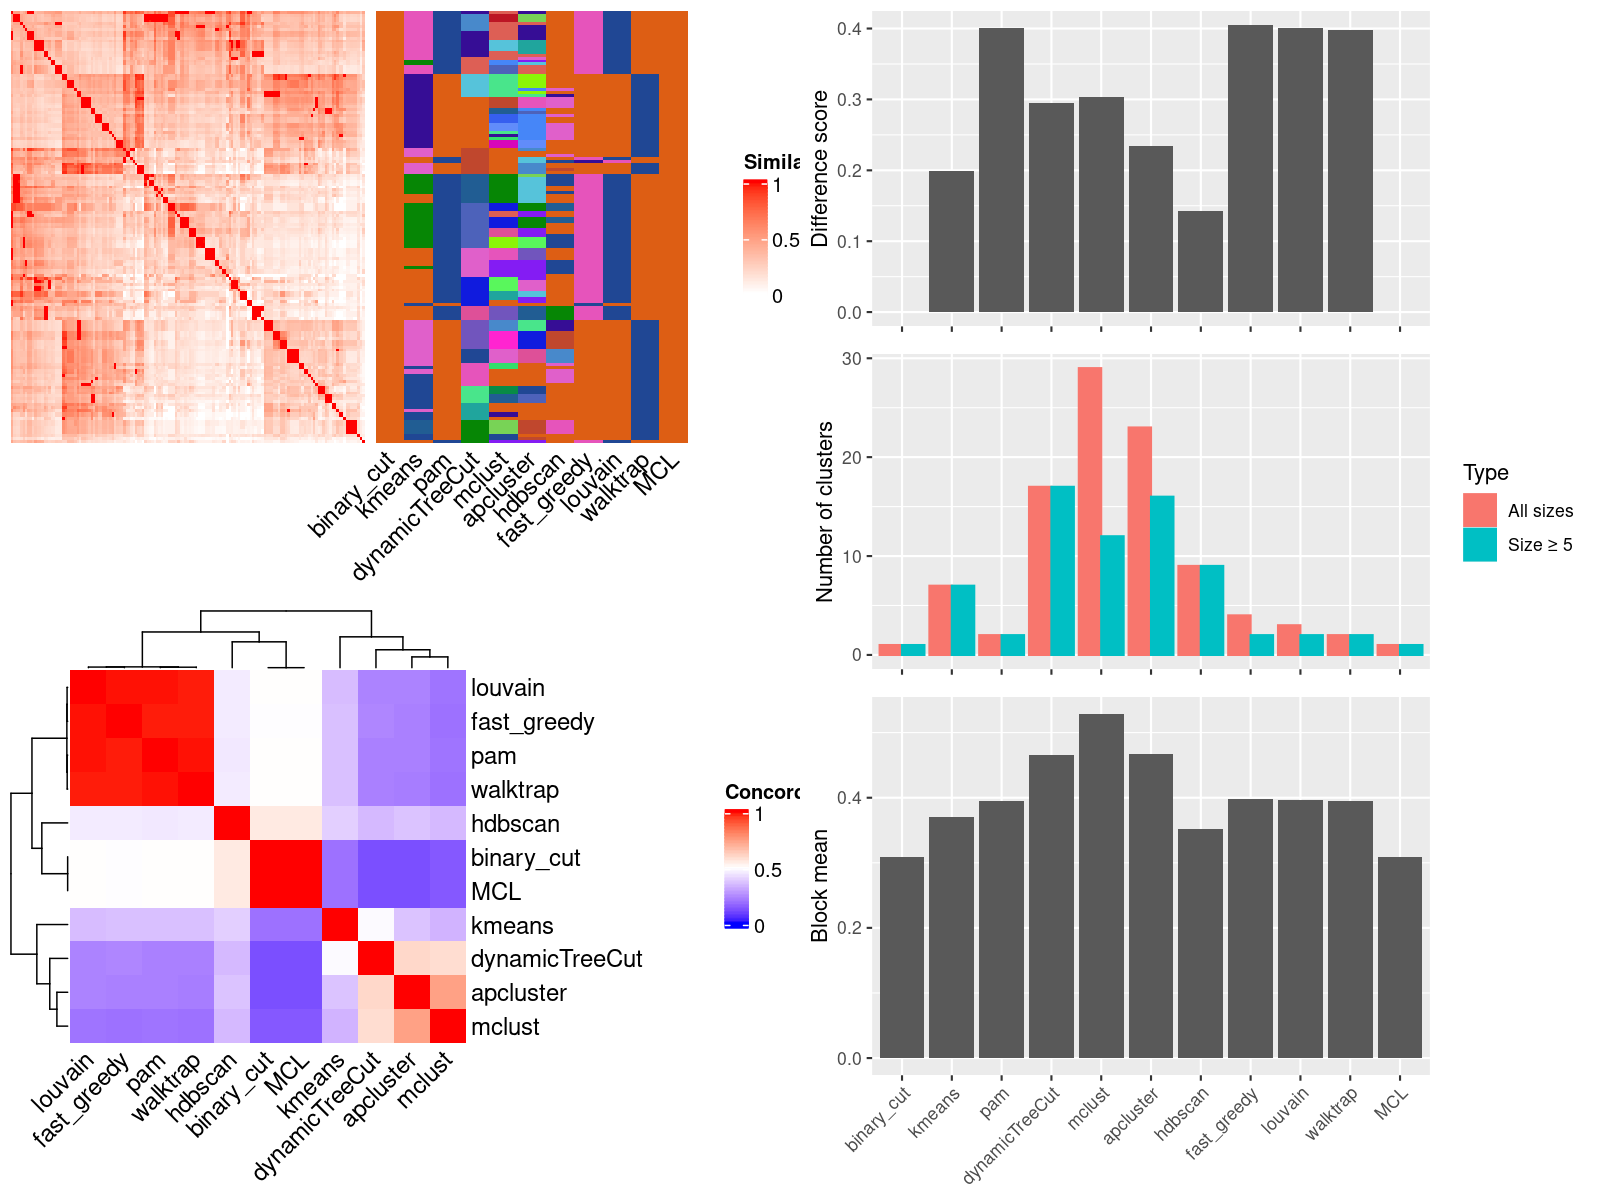 Simila
1
0.5
0
binary_cut
kmeans
pam
dynamicTreeCut
mclust
apcluster
hdbscan
fast_greedy
louvain
walktrap
MCL
louvain
fast_greedy
pam
walktrap
hdbscan
binary_cut
MCL
kmeans
dynamicTreeCut
apcluster
mclust
Concord
1
0.5
0
louvain
fast_greedy
pam
walktrap
hdbscan
binary_cut
MCL
kmeans
dynamicTreeCut
apcluster
mclust
Difference score
0.4
0.3
0.2
0.1
0.0
Number of clusters
30
20
10
0
Type
All sizes
Size ≥ 5
Block mean
0.4
0.2
0.0
binary_cut
kmeans
pam
dynamicTreeCut
mclust
apcluster
hdbscan
fast_greedy
louvain
walktrap
MCL